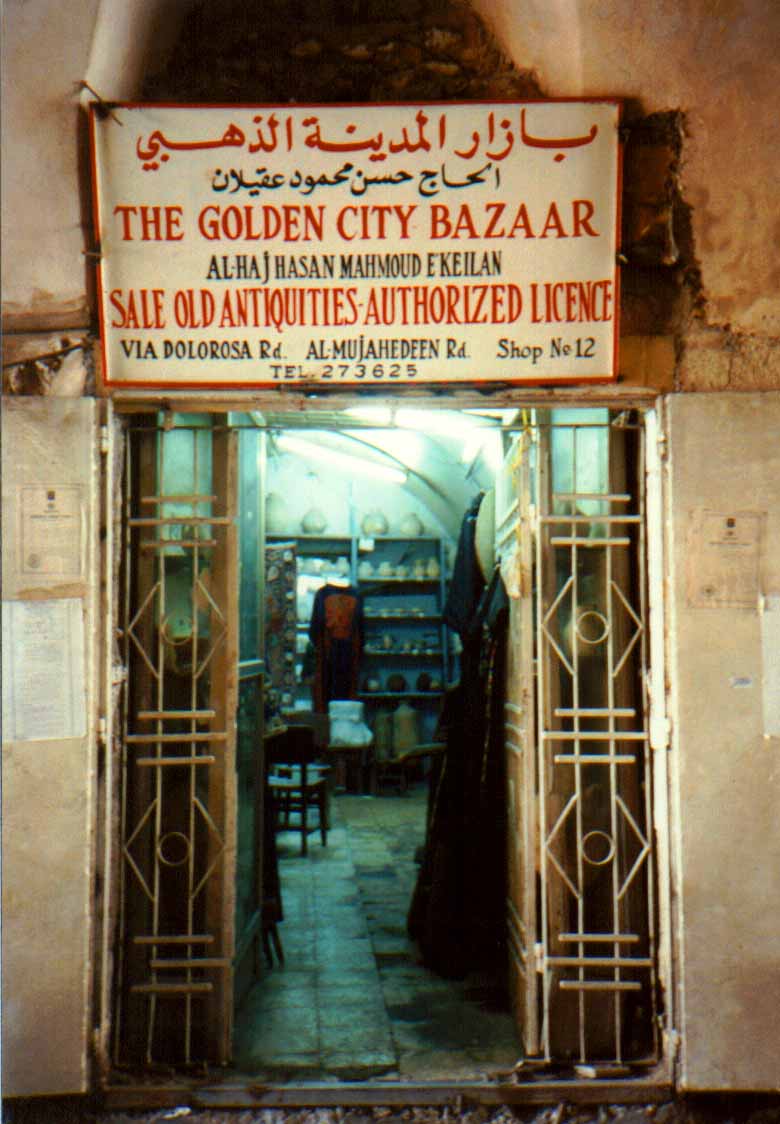 بازار المدينة الذهبي
الحاج حسن محمود عقيلان
THE GOLDEN CITY BAZAAR
AL-HAJ HASAN MAHMOUD E'KEILAN
SALE OLD ANTIQUITIES-AUTHORIZED LICENCE
VIA DOLOROSA Rd. AL-MUJAHEDEEN Rd. Shop No 12
TEL. 273625